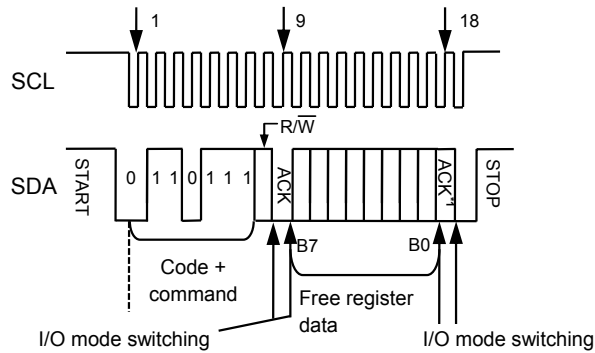 1 9 18
SCL
R/W
SDA
START 0 1 1 0 1 1 1 ACK ACK*1 STOP
B7 B0
Code +
command
Free register
data
I/O mode switching I/O mode switching